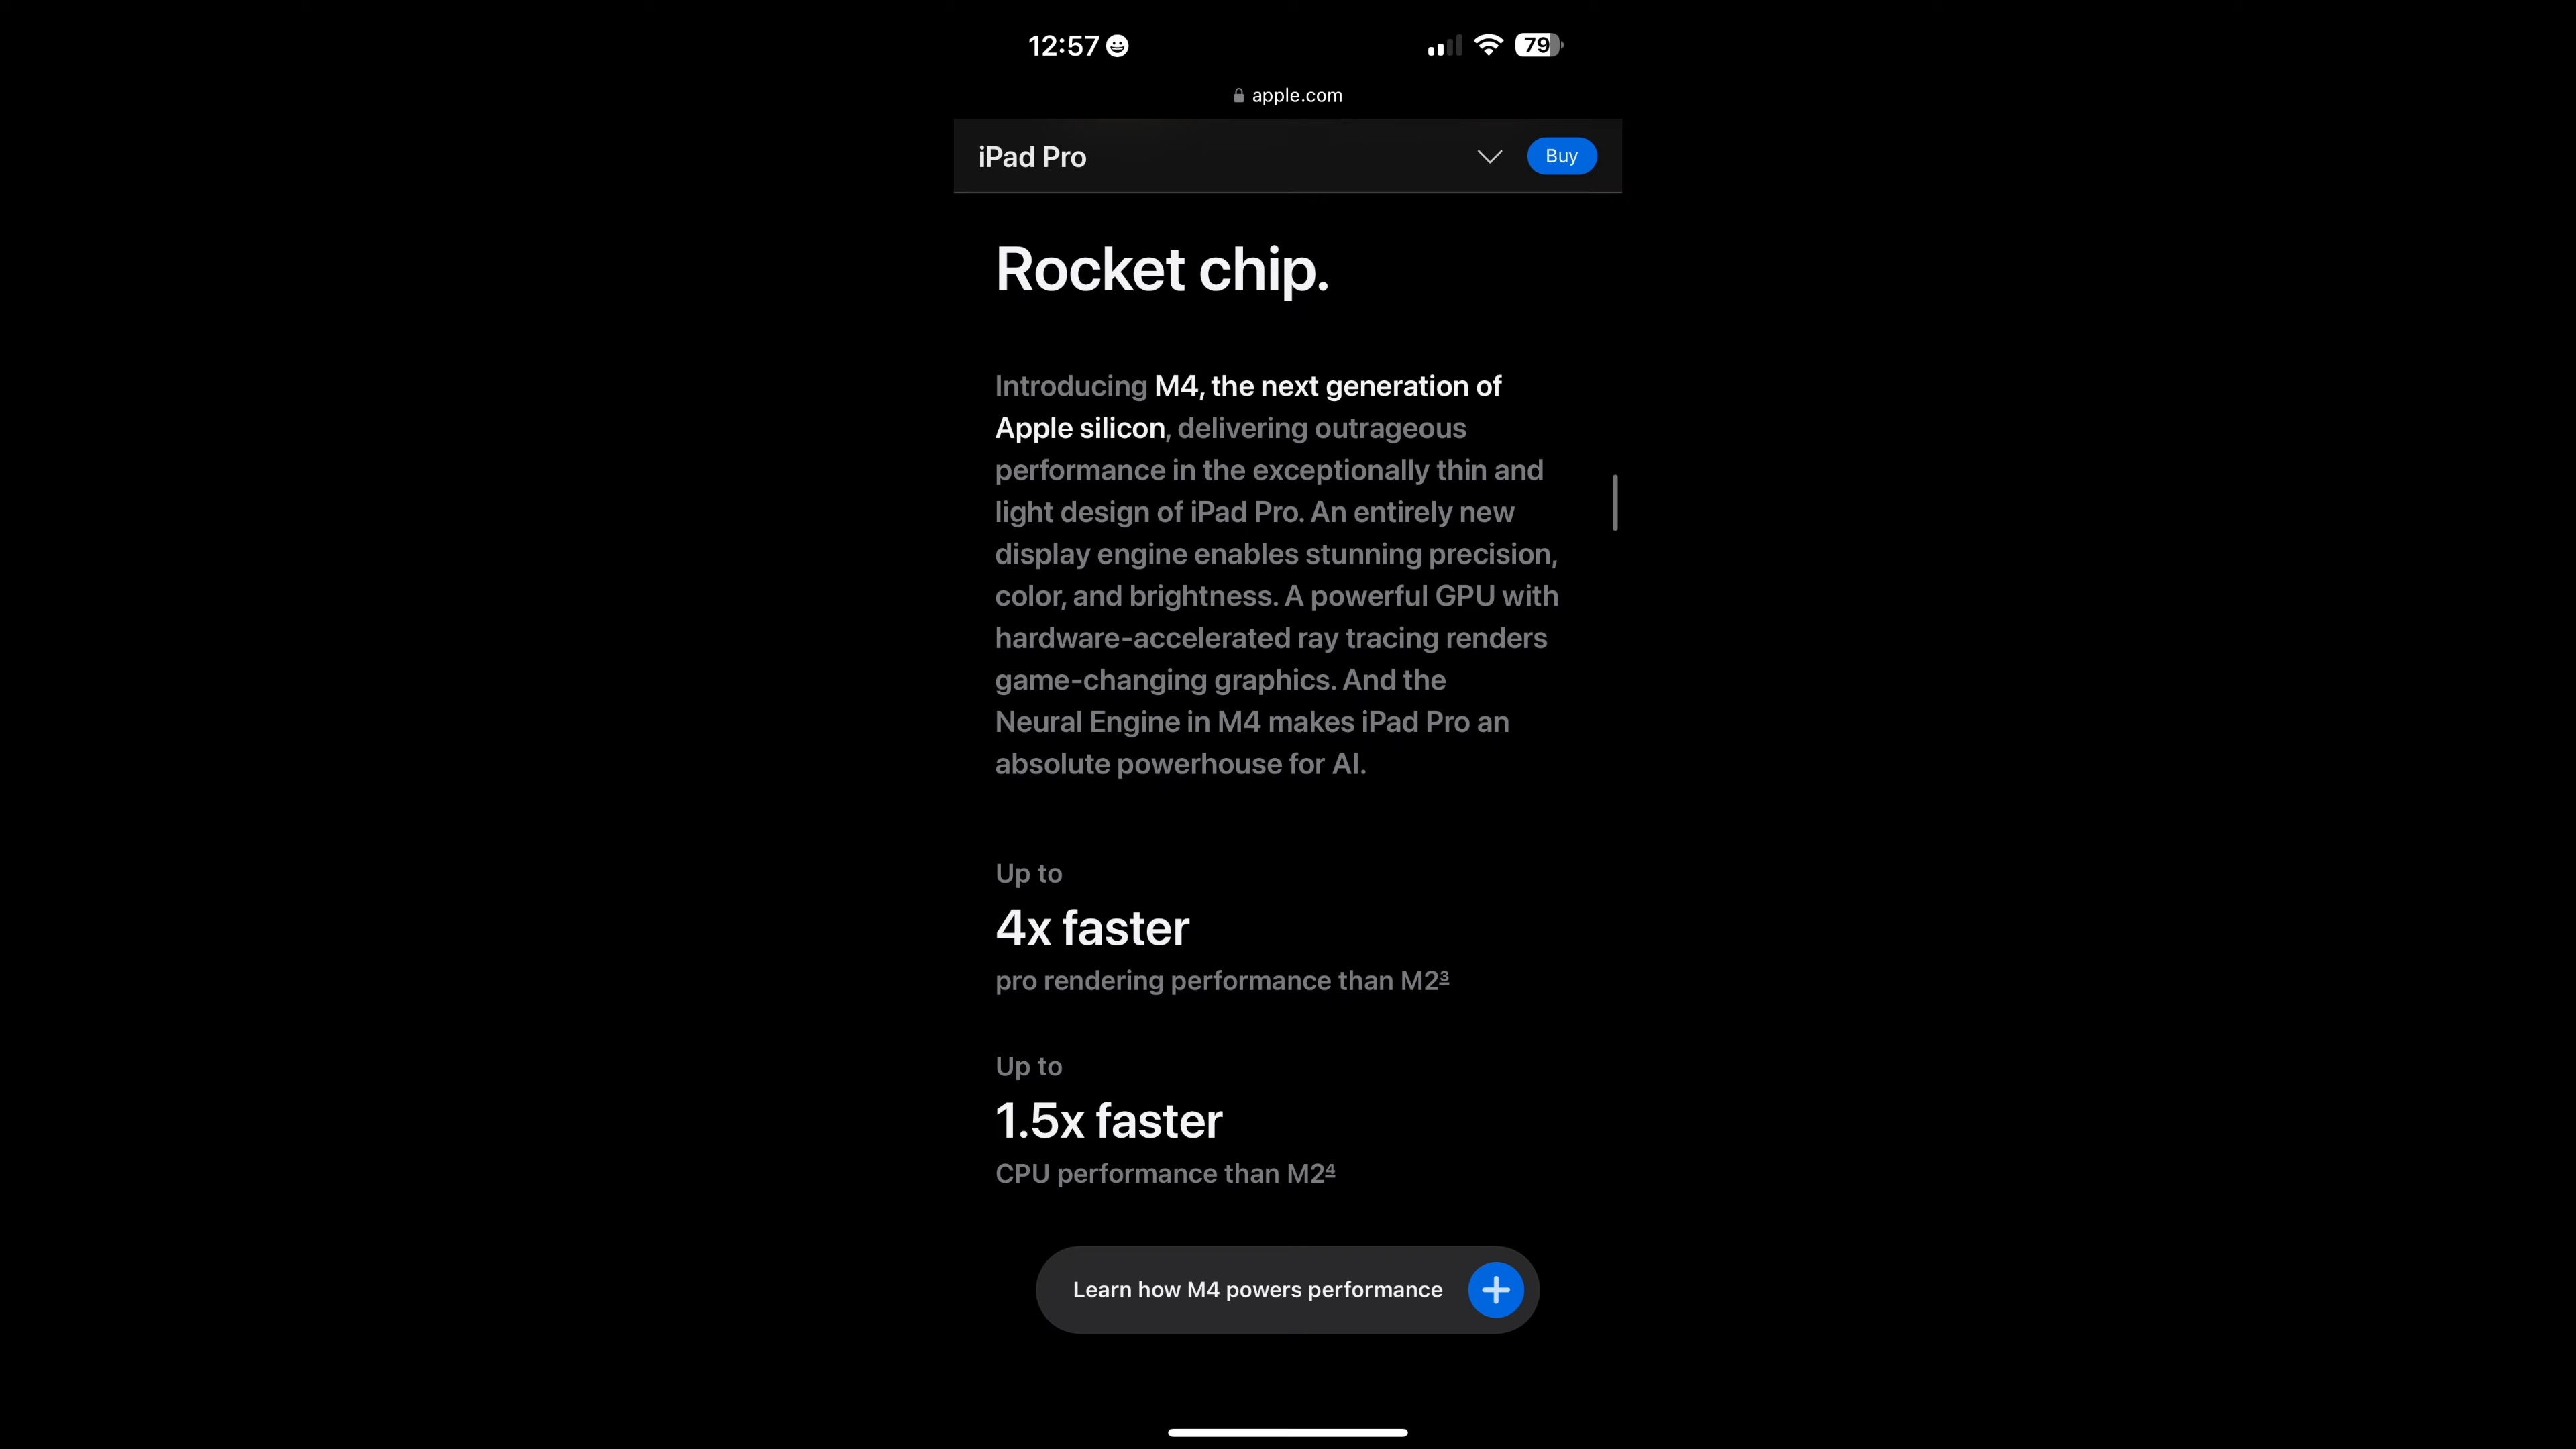 12:57
79
apple.com
iPad Pro
Buy
Rocket chip.
Introducing M4, the next generation of
Apple silicon, delivering outrageous
performance in the exceptionally thin and
light design of iPad Pro. An entirely new
display engine enables stunning precision,
color, and brightness. A powerful GPU with
hardware-accelerated ray tracing renders
game-changing graphics. And the
Neural Engine in M4 makes iPad Pro an
absolute powerhouse for AI.
Up to
4x faster
pro rendering performance than M2³
Up to
1.5x faster
CPU performance than M2⁴
Learn how M4 powers performance